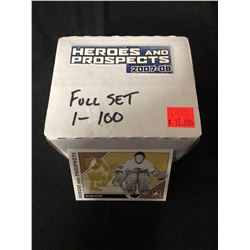 HEROES AND
PROSPECTS
2007-08
FULL SET
1-100
$ 15.00
HEROES AND PROSPECTS